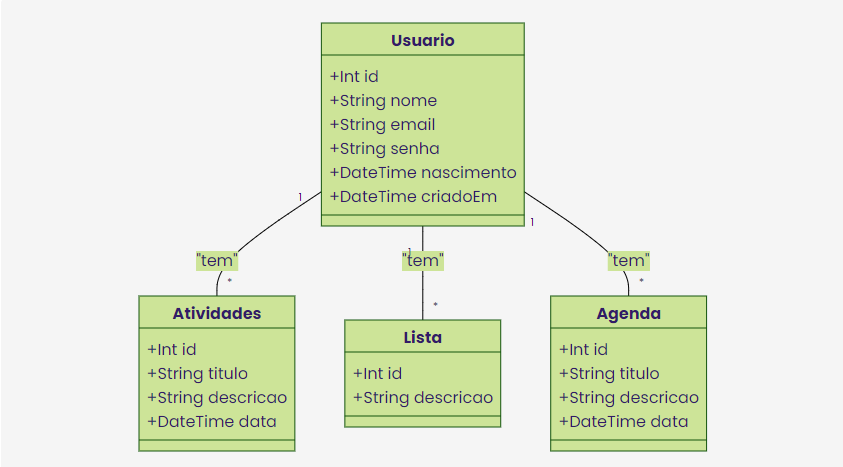 Usuario
+Int id
+String nome
+String email
+String senha
+DateTime nascimento
+DateTime criadoEm
1
1
1
"tem"
"tem"
"tem"
*
*
*
Atividades
+Int id
+String titulo
+String descricao
+DateTime data
Lista
+Int id
+String descricao
Agenda
+Int id
+String titulo
+String descricao
+DateTime data